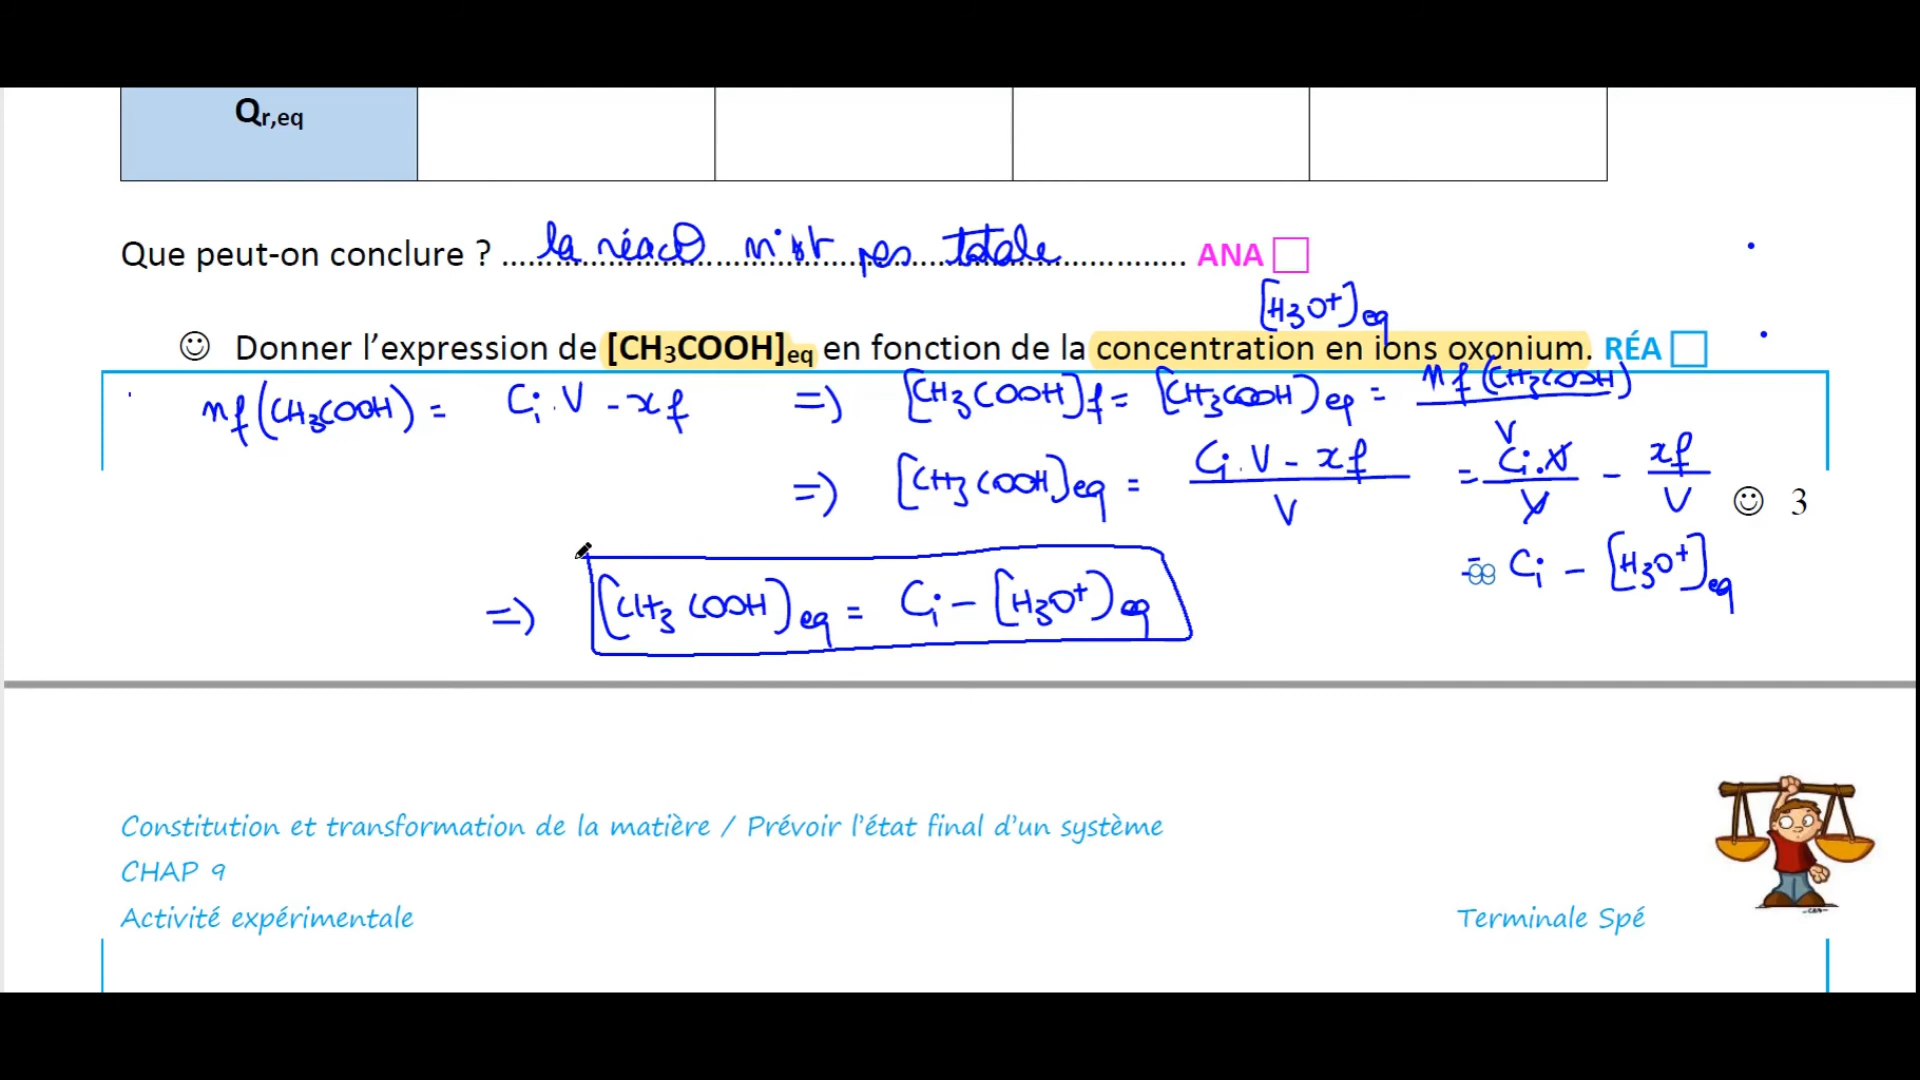 Qr,eq
Que peut-on conclure ? .... la réact° n'est pas totale .... ANA
[H3O+]eq
Donner l'expression de [CH3COOH]eq en fonction de la concentration en ions oxonium. RÉA
nf(CH3COOH) = Ci.V - xf => [CH3COOH]f = [CH3COOH]eq = nf(CH3COOH)/V
=> [CH3COOH]eq = Ci.V - xf / V = Ci.V/V - xf/V
3
= Ci - [H3O+]eq
=> [CH3COOH]eq = Ci - [H3O+]eq
Constitution et transformation de la matière / Prévoir l'état final d'un système
CHAP 9
Activité expérimentale
Terminale Spé